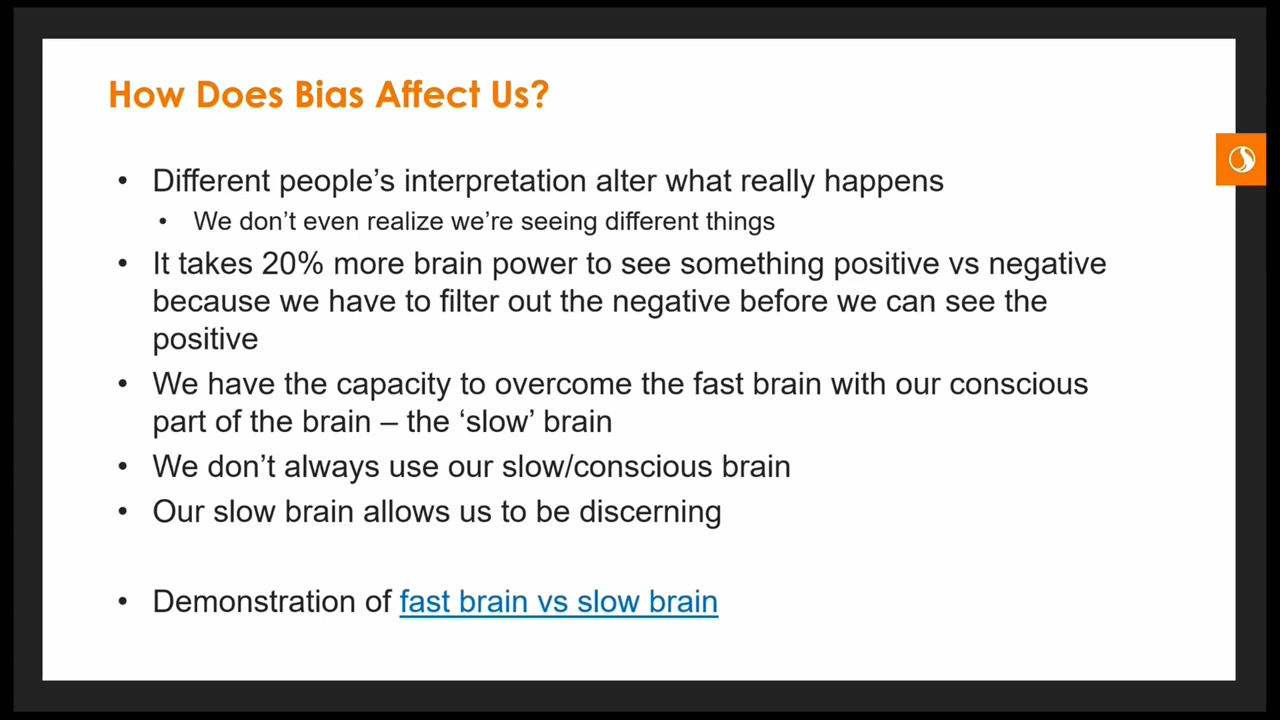 How Does Bias Affect Us?
• Different people’s interpretation alter what really happens
• We don’t even realize we’re seeing different things
• It takes 20% more brain power to see something positive vs negative
because we have to filter out the negative before we can see the
positive
• We have the capacity to overcome the fast brain with our conscious
part of the brain – the ‘slow’ brain
• We don’t always use our slow/conscious brain
• Our slow brain allows us to be discerning
• Demonstration of fast brain vs slow brain